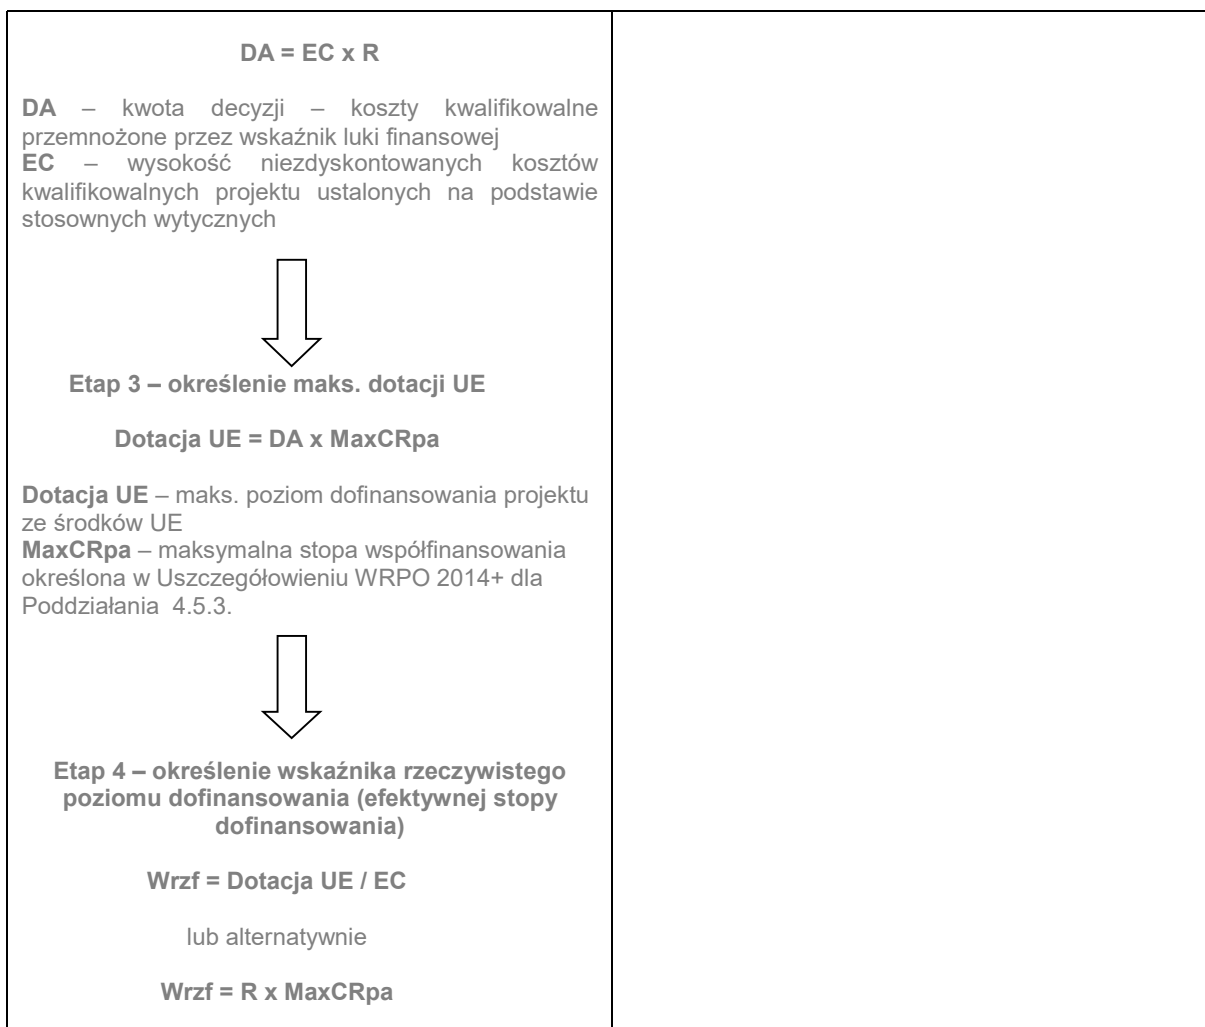 DA = EC x R
DA – kwota decyzji – koszty kwalifikowalne
przemnożone przez wskaźnik luki finansowej
EC – wysokość niezdyskontowanych kosztów
kwalifikowalnych projektu ustalonych na podstawie
stosownych wytycznych
Etap 3 – określenie maks. dotacji UE
Dotacja UE = DA x MaxCRpa
Dotacja UE – maks. poziom dofinansowania projektu
ze środków UE
MaxCRpa – maksymalna stopa współfinansowania
określona w Uszczegółowieniu WRPO 2014+ dla
Poddziałania 4.5.3.
Etap 4 – określenie wskaźnika rzeczywistego
poziomu dofinansowania (efektywnej stopy
dofinansowania)
Wrzf = Dotacja UE / EC
lub alternatywnie
Wrzf = R x MaxCRpa